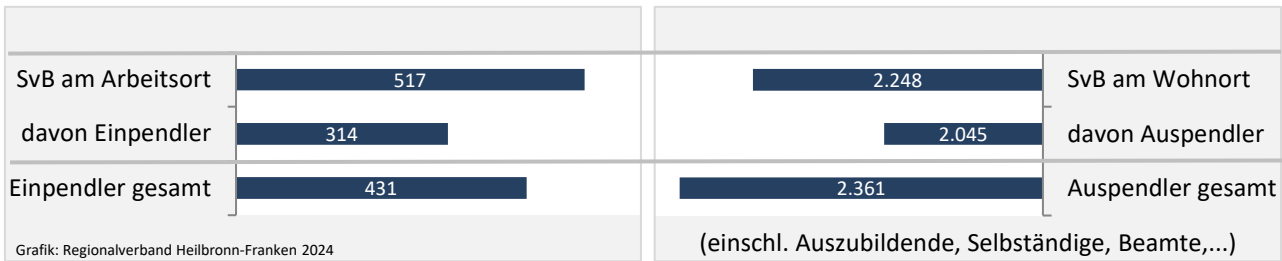 SvB am Arbeitsort 517 2.248 SvB am Wohnort
davon Einpendler 314 2.045 davon Auspendler
Einpendler gesamt 431 2.361 Auspendler gesamt
Grafik: Regionalverband Heilbronn-Franken 2024 (einschl. Auszubildende, Selbständige, Beamte,...)